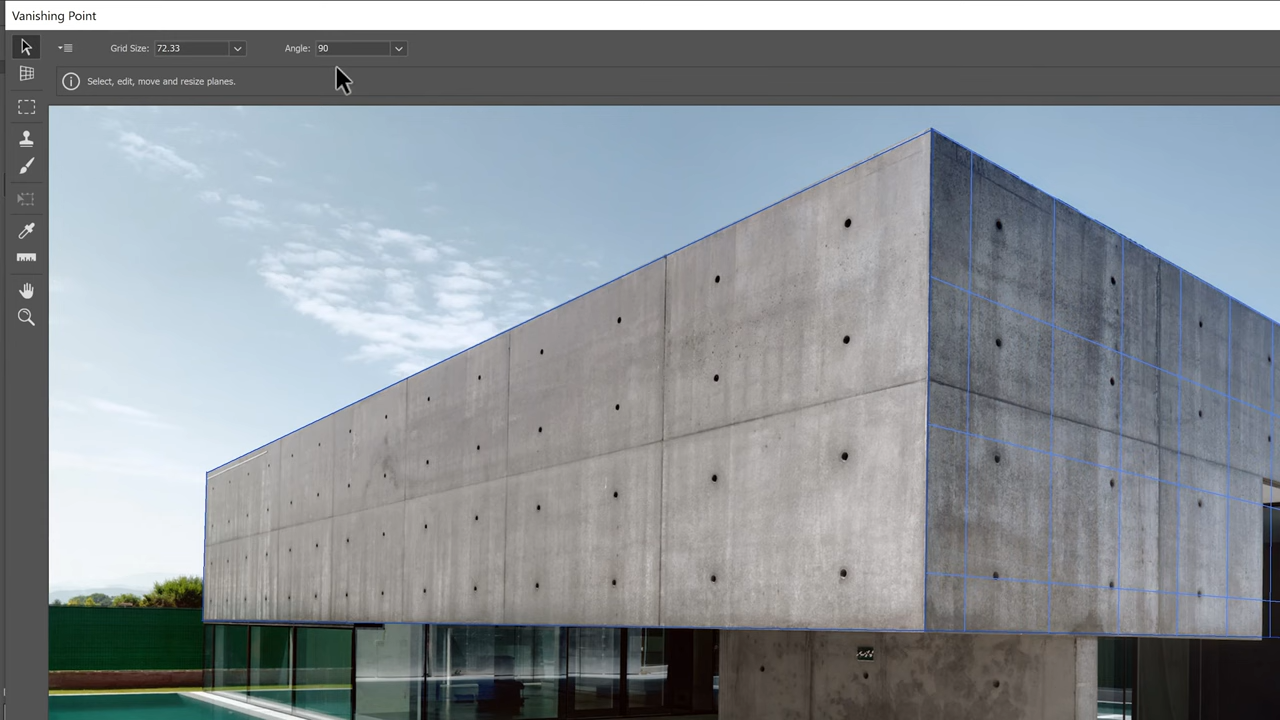 Vanishing Point
Grid Size: 72.33 Angle: 90
Select, edit, move and resize planes.